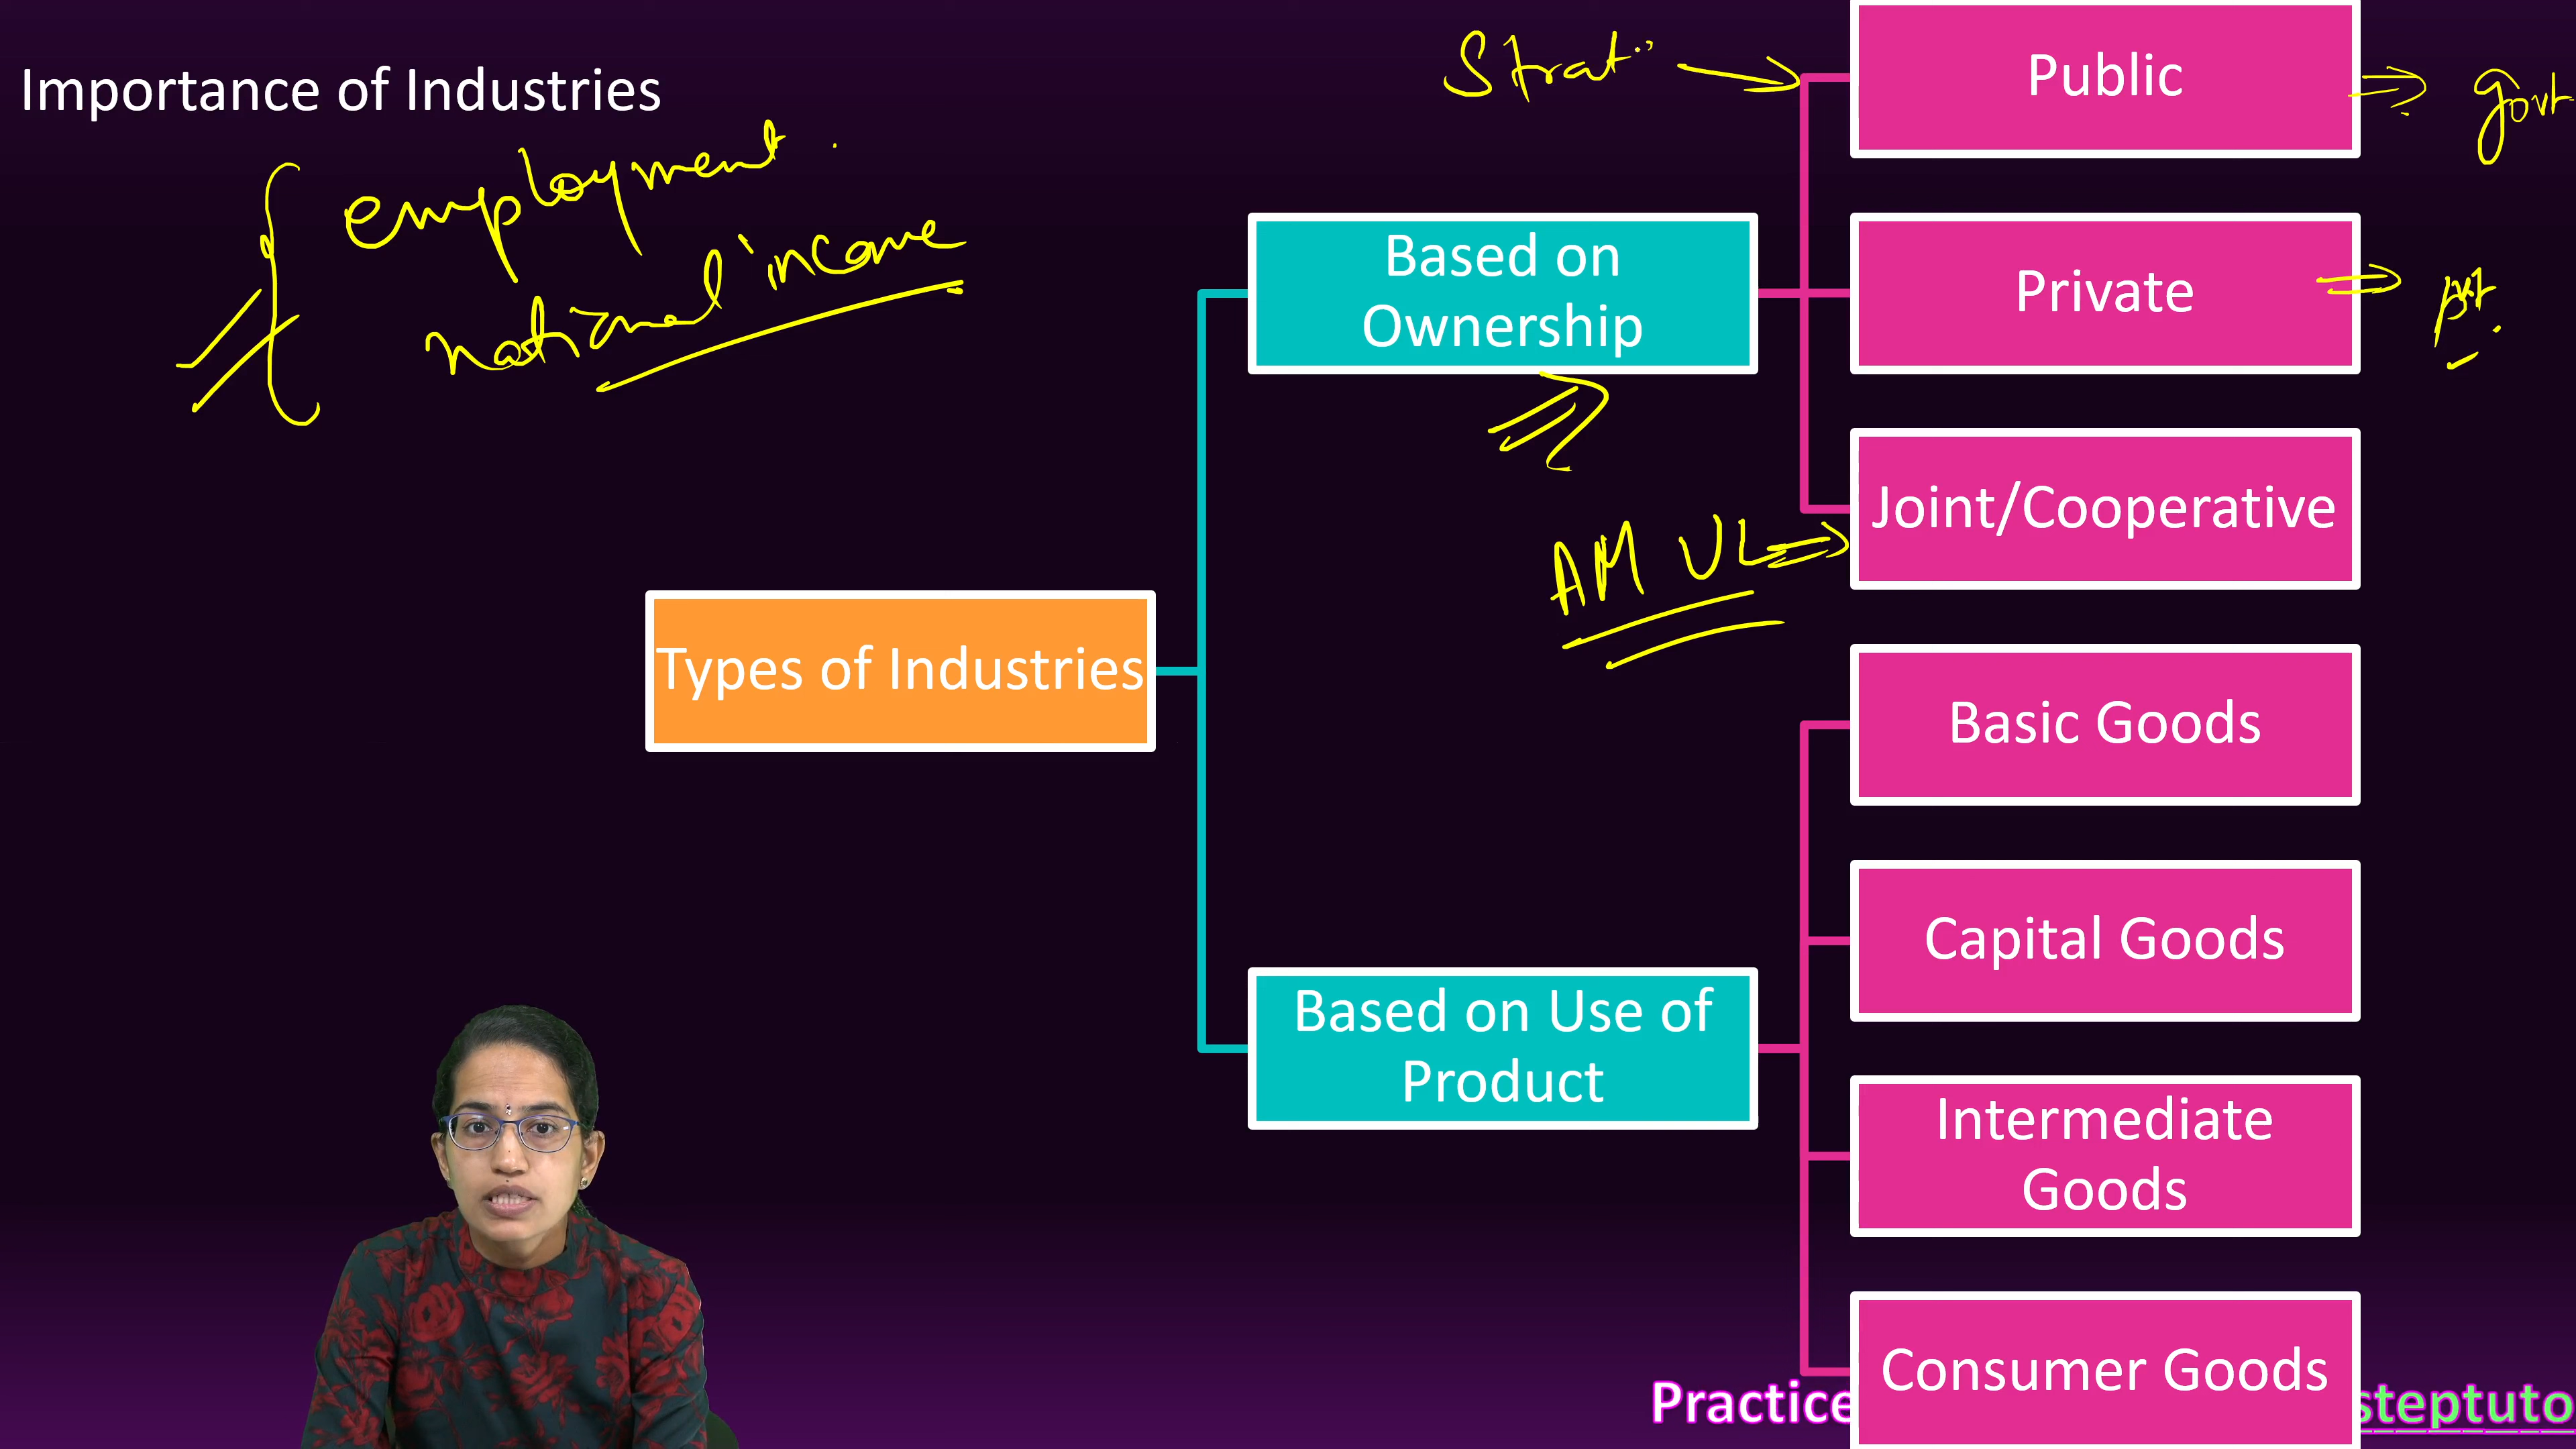 Importance of Industries
employment
national income
Strat
Public
govt
Based on
Ownership
Private
pvt
AMUL
Joint/Cooperative
Types of Industries
Basic Goods
Capital Goods
Based on Use of
Product
Intermediate
Goods
Consumer Goods
Practice
steptuto